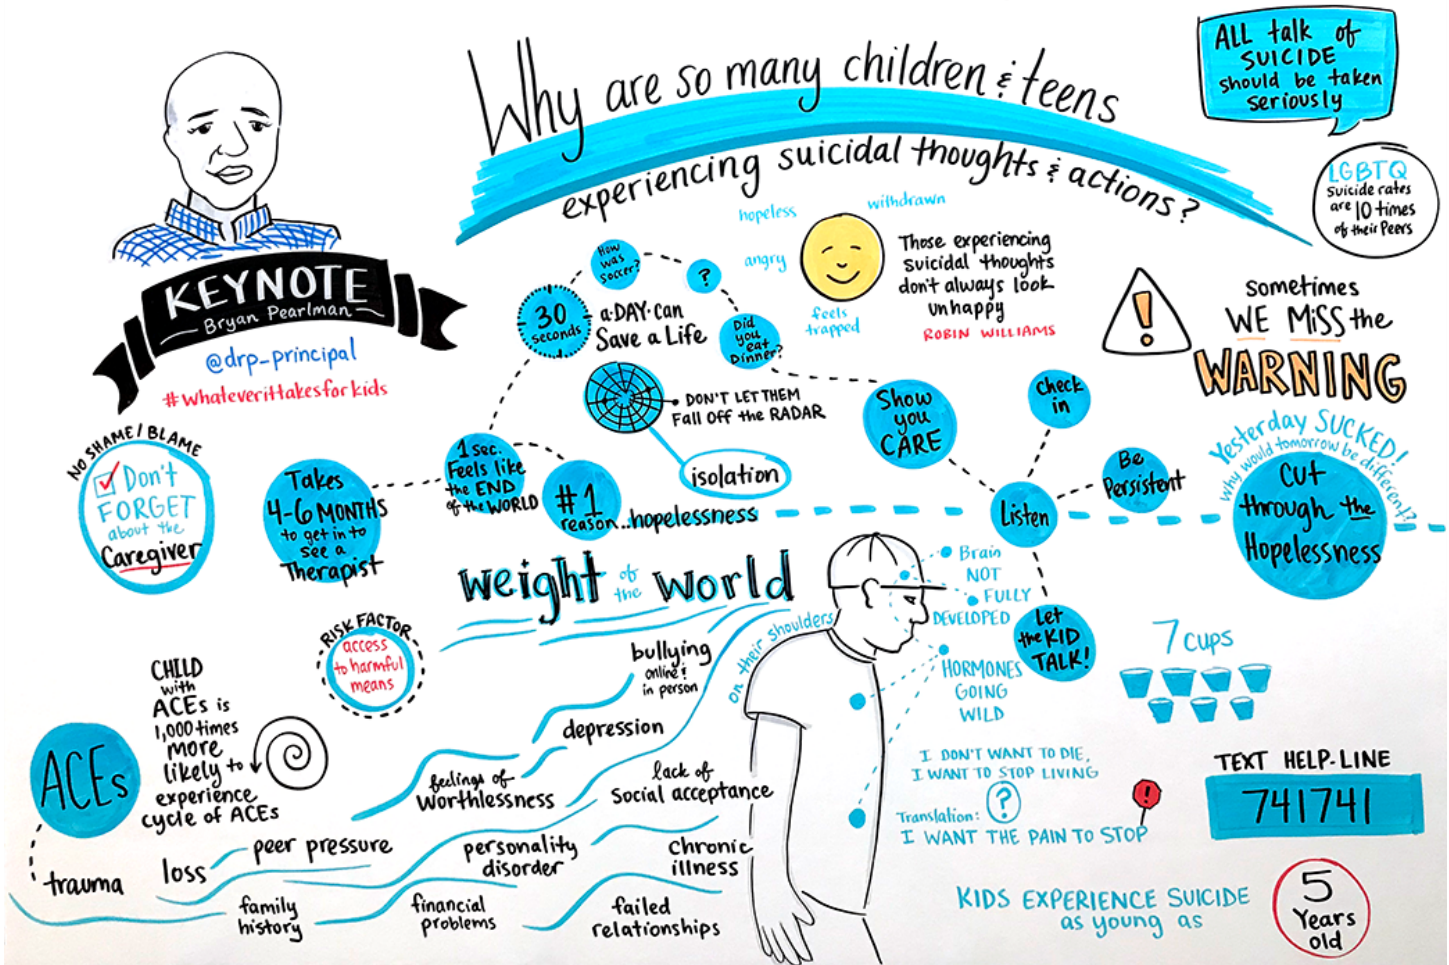 Why are so many children & teens
experiencing suicidal thoughts & actions?
ALL talk of
SUICIDE
should be taken
seriously
LGBTQ
suicide rates
are 10 times
of their Peers
KEYNOTE
Bryan Pearlman
@drp_principal
#whateverittakesforkids
hopeless
withdrawn
angry
feels
trapped
Those experiencing
suicidal thoughts
don't always look
unhappy
ROBIN WILLIAMS
sometimes
WE MiSS the
WARNING
30
seconds
a·DAY·can
Save a Life
How
was
Soccer?
?
Did
you
eat
Dinner?
DON'T LET THEM
Fall Off the RADAR
isolation
Show
you
CARE
check
in
Be
Persistent
Listen
Let
the KID
TALK!
Yesterday SUCKED!
why would tomorrow be different?
CUT
through the
Hopelessness
NO SHAME/BLAME
Don't
FORGET
about the
Caregiver
Takes
4-6 MONTHS
to get in to
see a
Therapist
1 sec.
Feels like
the END
of the WORLD
#1
reason...hopelessness
weight of the world
on their shoulders
Brain
NOT
FULLY
DEVELOPED
HORMONES
GOING
WILD
7 cups
RISK FACTOR
access
to harmful
means
CHILD
with
ACEs is
1,000 times
more
likely to
experience
cycle of ACEs
ACEs
trauma
bullying
online &
in person
depression
feelings of
worthlessness
lack of
Social acceptance
loss
peer pressure
personality
disorder
chronic
illness
family
history
financial
problems
failed
relationships
I DON'T WANT TO DIE,
I WANT TO STOP LIVING
?
Translation:
I WANT THE PAIN TO STOP
!
TEXT HELP-LINE
741741
KIDS EXPERIENCE SUICIDE
as young as
5
Years
old